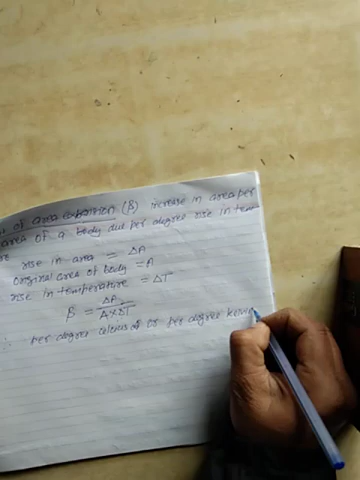 of area expansion (β) increase in area per
area of a body due per degree rise in tem
rise in area = ΔA
original area of body = A
rise in temperature = ΔT
β = ΔA / A×ΔT
∴ per degree celcius or per degree kelvin